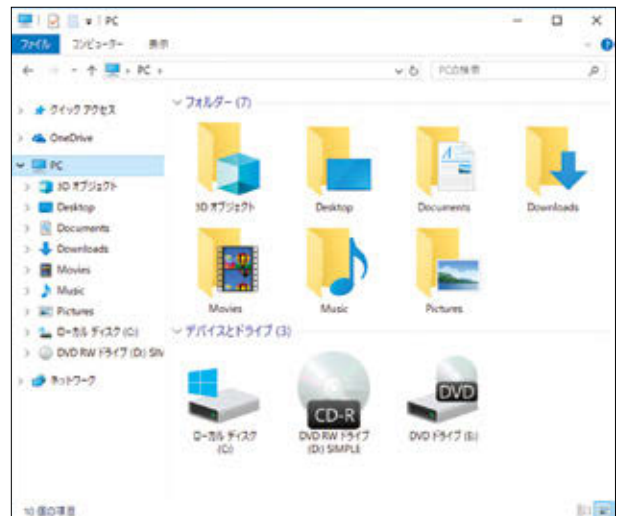 PC
ファイル
コンピューター
表示
PC
PCの検索
クイック アクセス
OneDrive
PC
3D オブジェクト
Desktop
Documents
Downloads
Movies
Music
Pictures
ローカル ディスク (C:)
DVD RW ドライブ (D:) SIM
ネットワーク
フォルダー (7)
3D オブジェクト
Desktop
Documents
Downloads
Movies
Music
Pictures
デバイスとドライブ (3)
CD-R
DVD
ローカル ディスク
(C:)
DVD RW ドライブ
(D:) SIMPLE
DVD ドライブ (E:)
10 個の項目